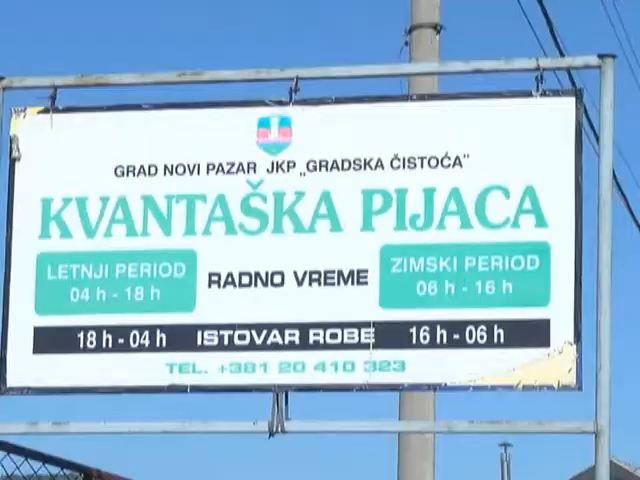 GRAD NOVI PAZAR JKP „GRADSKA ČISTOĆA"
KVANTAŠKA PIJACA
LETNJI PERIOD
04 h - 18 h
RADNO VREME
ZIMSKI PERIOD
06 h - 16 h
18 h - 04 h ISTOVAR ROBE 16 h - 06 h
TEL. +381 20 410 323